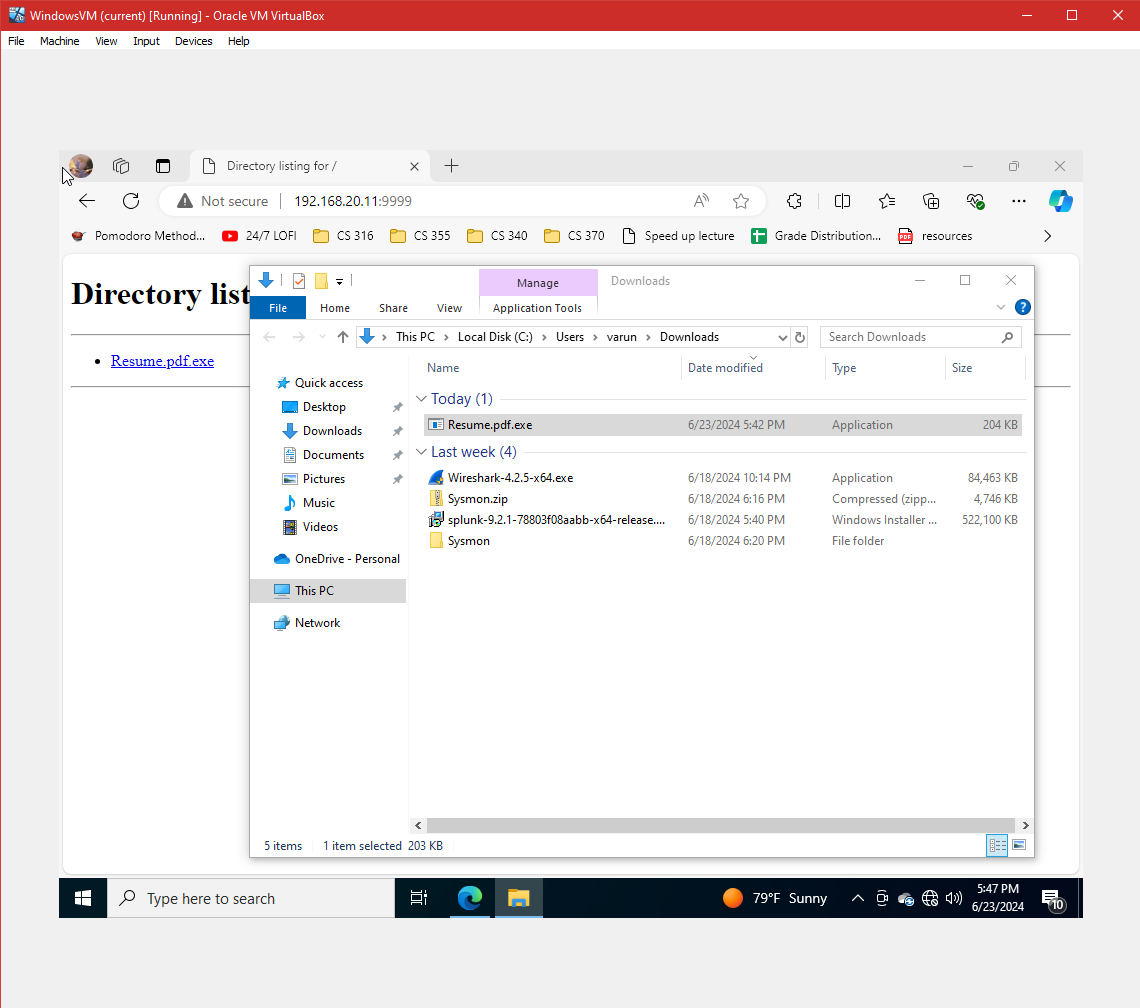 WindowsVM (current) [Running] - Oracle VM VirtualBox
File Machine View Input Devices Help
Directory listing for /
Not secure 192.168.20.11:9999
Pomodoro Method... 24/7 LOFI CS 316 CS 355 CS 340 CS 370 Speed up lecture Grade Distribution... PDF resources
Directory list
Resume.pdf.exe
Manage Downloads
File Home Share View Application Tools
This PC Local Disk (C:) Users varun Downloads Search Downloads
Name Date modified Type Size
Quick access
Desktop
Downloads
Documents
Pictures
Music
Videos
OneDrive - Personal
This PC
Network
Today (1)
Resume.pdf.exe 6/23/2024 5:42 PM Application 204 KB
Last week (4)
Wireshark-4.2.5-x64.exe 6/18/2024 10:14 PM Application 84,463 KB
Sysmon.zip 6/18/2024 6:16 PM Compressed (zipp... 4,746 KB
splunk-9.2.1-78803f08aabb-x64-release.... 6/18/2024 5:40 PM Windows Installer ... 522,100 KB
Sysmon 6/18/2024 6:20 PM File folder
5 items 1 item selected 203 KB
Type here to search
79°F Sunny
5:47 PM
6/23/2024
10